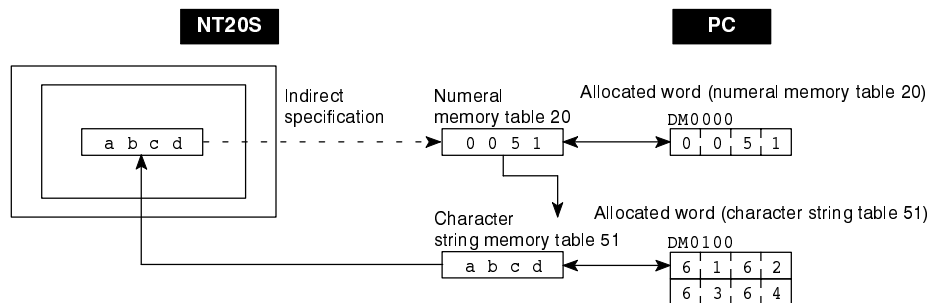 NT20S
PC
Indirect
specification
Numeral
memory table 20
Allocated word (numeral memory table 20)
DM0000
a b c d
0 0 5 1
0 0 5 1
Character
string memory table 51
Allocated word (character string table 51)
DM0100
a b c d
6 1 6 2
6 3 6 4